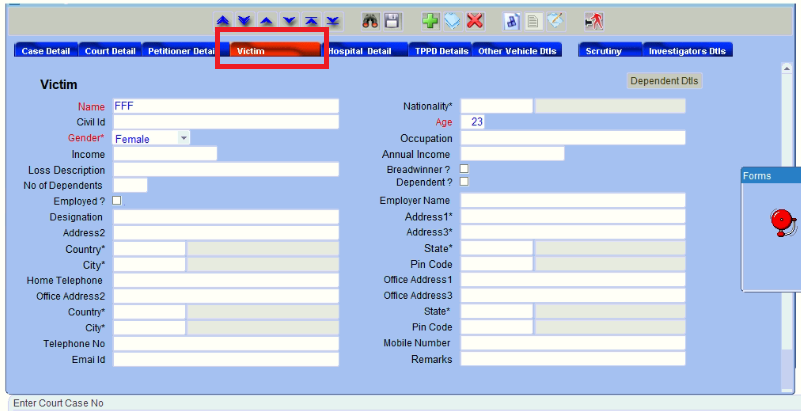 Case Detail Court Detail Petitioner Detai Victim Hospital Detail TPPD Details Other Vehicle Dtls Scrutiny Investigators Dtls
Victim
Dependent Dtls
Name FFF Nationality*
Civil Id Age 23
Gender* Female Occupation
Income Annual Income
Loss Description Breadwinner ?
No of Dependents Dependent ?
Employed ? Employer Name
Designation Address1*
Address2 Address3*
Country* State*
City* Pin Code
Home Telephone Office Address1
Office Address2 Office Address3
Country* State*
City* Pin Code
Telephone No Mobile Number
Emai Id Remarks
Forms
Enter Court Case No